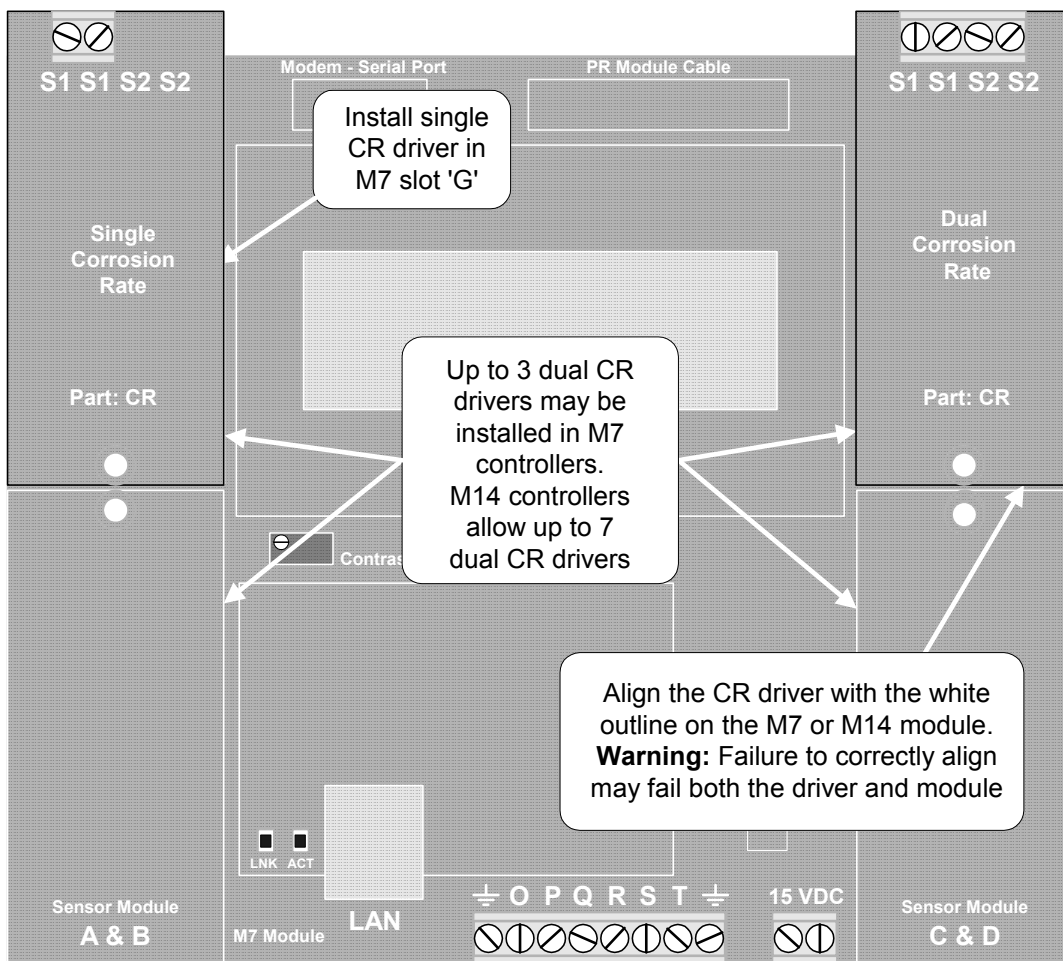 S1 S1 S2 S2
Modem - Serial Port
PR Module Cable
S1 S1 S2 S2
Install single
CR driver in
M7 slot 'G'
Single
Corrosion
Rate
Dual
Corrosion
Rate
Part: CR
Up to 3 dual CR
drivers may be
installed in M7
controllers.
M14 controllers
allow up to 7
dual CR drivers
Part: CR
Contras
Align the CR driver with the white
outline on the M7 or M14 module.
Warning: Failure to correctly align
may fail both the driver and module
LNK ACT
LAN
O P Q R S T
15 VDC
Sensor Module
A & B
M7 Module
Sensor Module
C & D